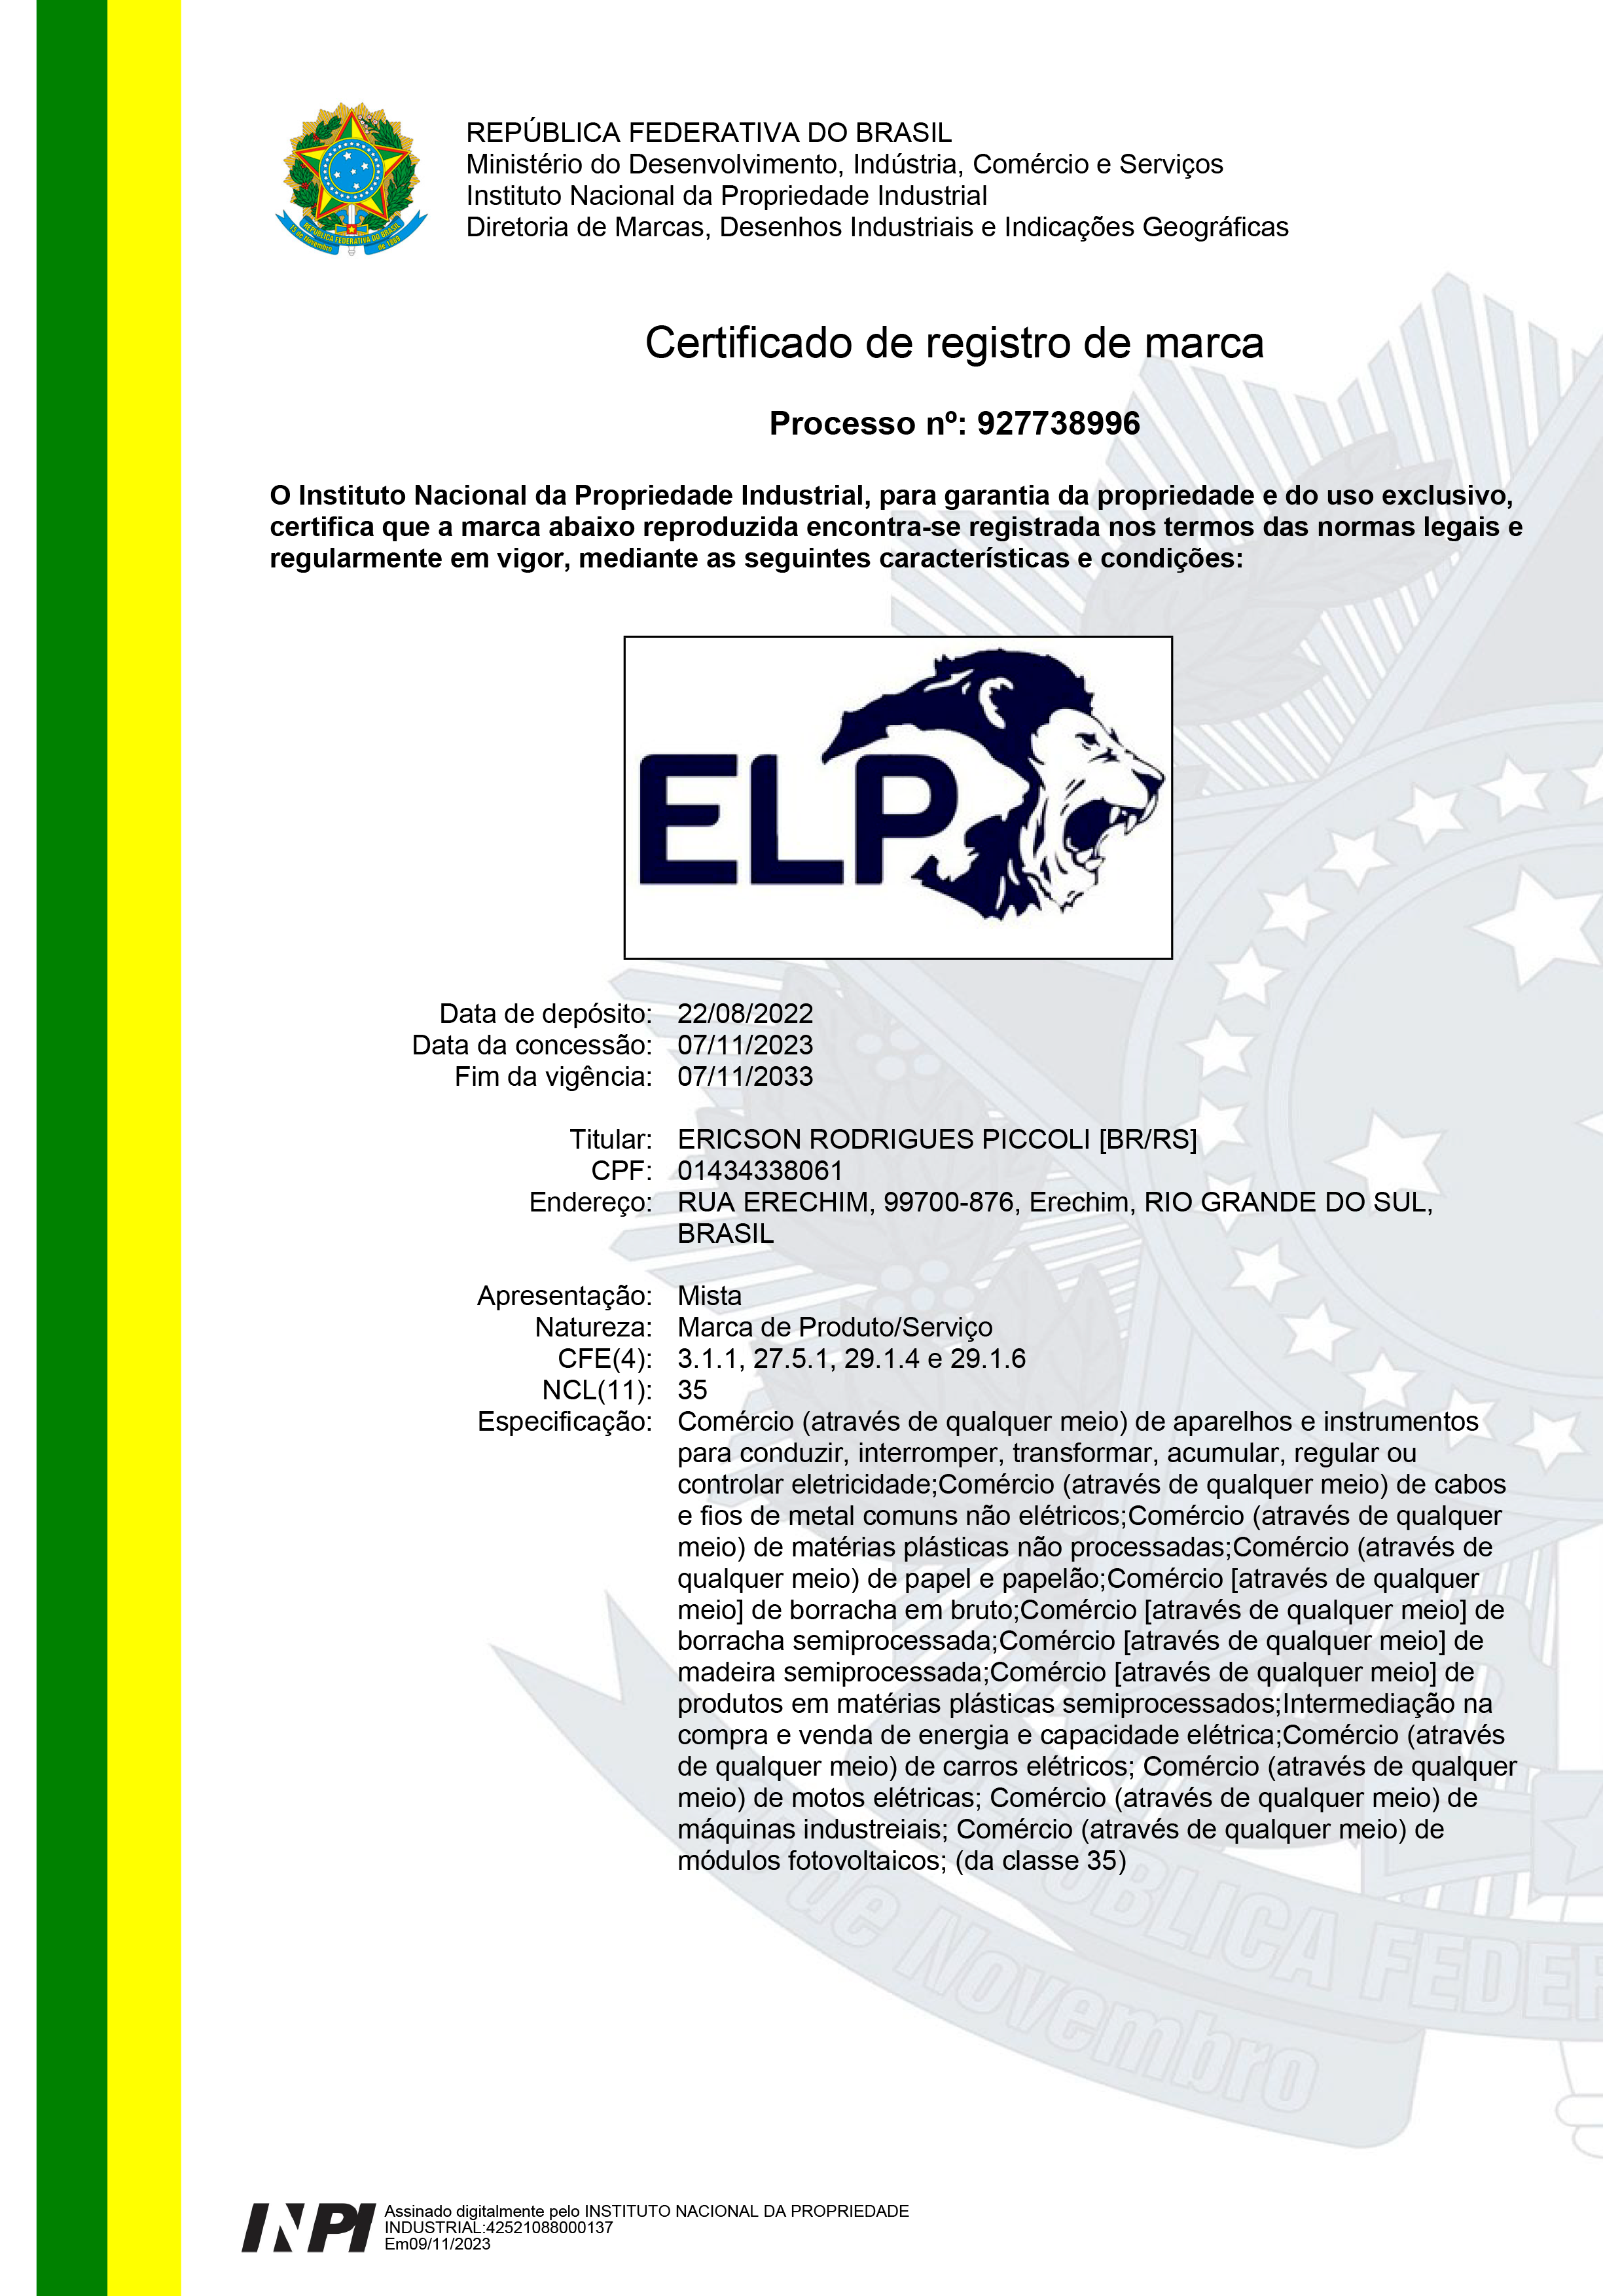 REPÚBLICA FEDERATIVA DO BRASIL
Ministério do Desenvolvimento, Indústria, Comércio e Serviços
Instituto Nacional da Propriedade Industrial
Diretoria de Marcas, Desenhos Industriais e Indicações Geográficas
REPÚBLICA FEDERATIVA DO BRASIL
15 de Novembro
de 1889
Certificado de registro de marca
Processo nº: 927738996
O Instituto Nacional da Propriedade Industrial, para garantia da propriedade e do uso exclusivo,
certifica que a marca abaixo reproduzida encontra-se registrada nos termos das normas legais e
regularmente em vigor, mediante as seguintes características e condições:
ELP
Data de depósito: 22/08/2022
Data da concessão: 07/11/2023
Fim da vigência: 07/11/2033
Titular: ERICSON RODRIGUES PICCOLI [BR/RS]
CPF: 01434338061
Endereço: RUA ERECHIM, 99700-876, Erechim, RIO GRANDE DO SUL,
BRASIL
Apresentação: Mista
Natureza: Marca de Produto/Serviço
CFE(4): 3.1.1, 27.5.1, 29.1.4 e 29.1.6
NCL(11): 35
Especificação: Comércio (através de qualquer meio) de aparelhos e instrumentos
para conduzir, interromper, transformar, acumular, regular ou
controlar eletricidade;Comércio (através de qualquer meio) de cabos
e fios de metal comuns não elétricos;Comércio (através de qualquer
meio) de matérias plásticas não processadas;Comércio (através de
qualquer meio) de papel e papelão;Comércio [através de qualquer
meio] de borracha em bruto;Comércio [através de qualquer meio] de
borracha semiprocessada;Comércio [através de qualquer meio] de
madeira semiprocessada;Comércio [através de qualquer meio] de
produtos em matérias plásticas semiprocessados;Intermediação na
compra e venda de energia e capacidade elétrica;Comércio (através
de qualquer meio) de carros elétricos; Comércio (através de qualquer
meio) de motos elétricas; Comércio (através de qualquer meio) de
máquinas industreiais; Comércio (através de qualquer meio) de
módulos fotovoltaicos; (da classe 35)
REPÚBLICA FEDER
15 de Novembro
INPI
Assinado digitalmente pelo INSTITUTO NACIONAL DA PROPRIEDADE
INDUSTRIAL:42521088000137
Em09/11/2023